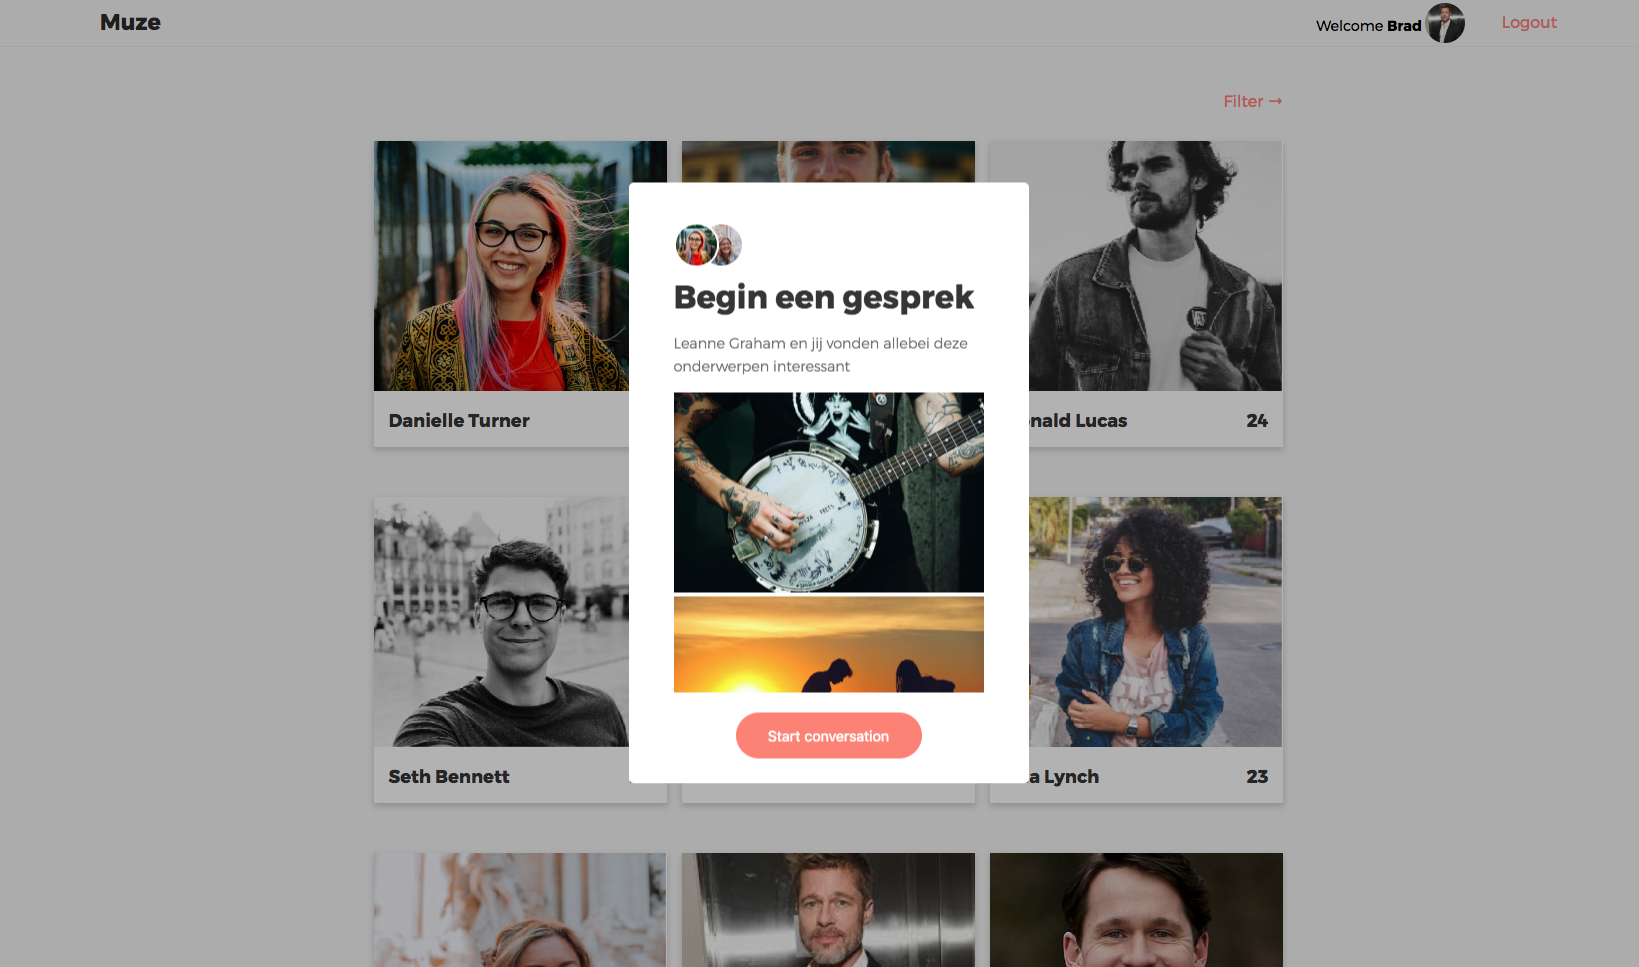 Muze
Welcome Brad
Logout
Filter →
Begin een gesprek
Leanne Graham en jij vonden allebei deze
onderwerpen interessant
Start conversation
Danielle Turner
nald Lucas 24
Seth Bennett
a Lynch 23